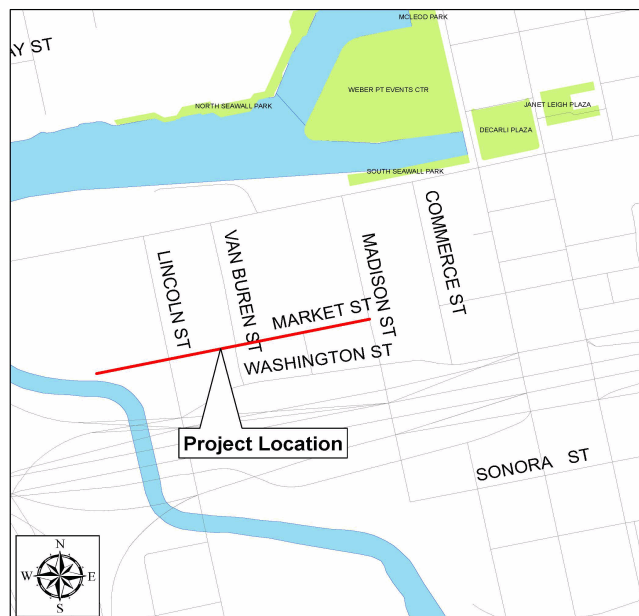 MCLEOD PARK
AY ST
WEBER PT EVENTS CTR
NORTH SEAWALL PARK
JANET LEIGH PLAZA
DECARLI PLAZA
SOUTH SEAWALL PARK
COMMERCE ST
VAN BUREN ST
LINCOLN ST
MADISON ST
MARKET ST
WASHINGTON ST
Project Location
SONORA ST
N
W E
S